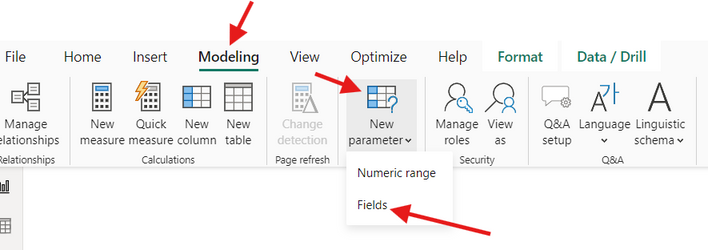 File Home Insert Modeling View Optimize Help Format Data / Drill
Manage New Quick New New Change New Manage View Q&A Language Linguistic
elationships measure measure column table detection parameter roles as setup schema
Relationships Calculations Page refresh Security Q&A
Numeric range
Fields